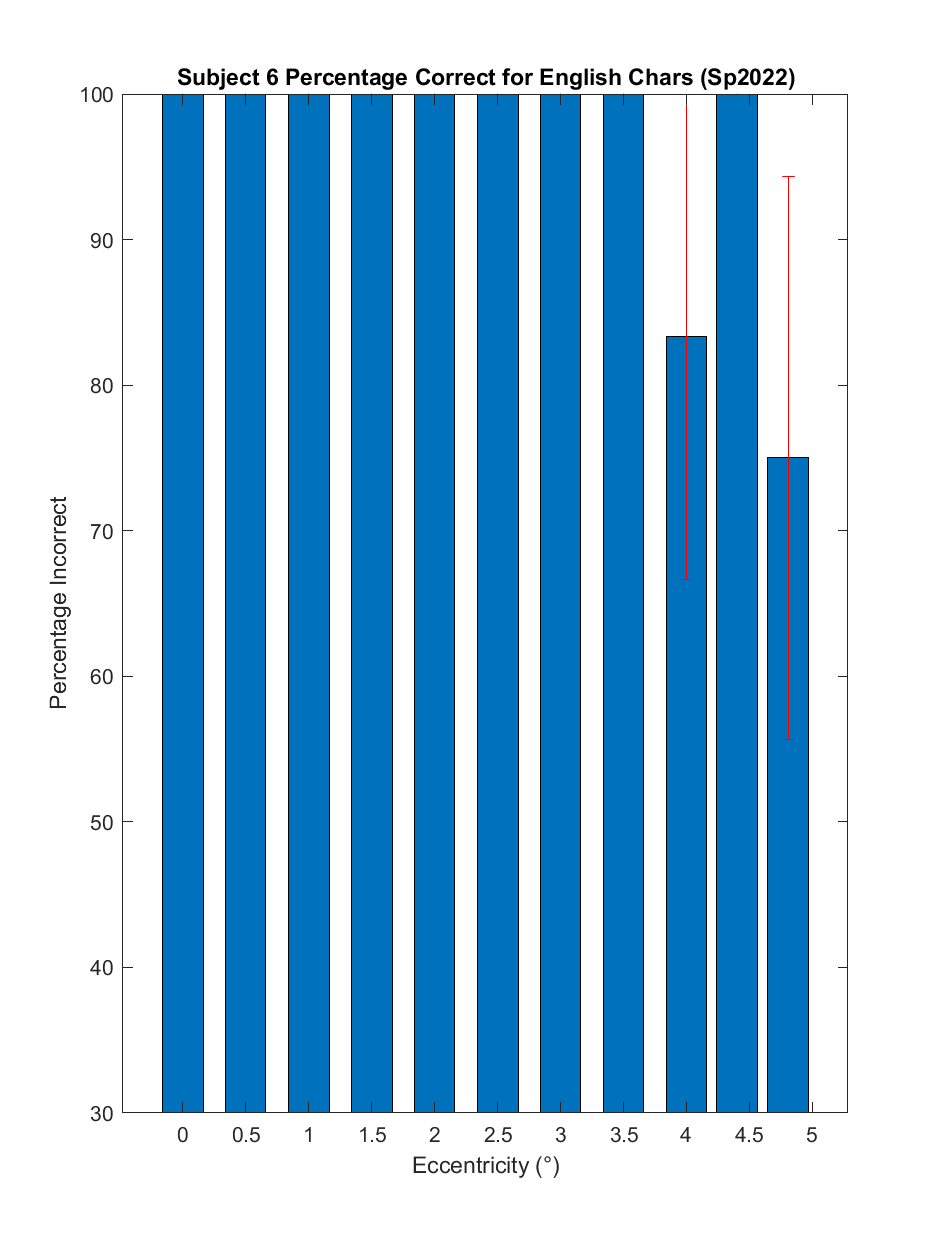 Subject 6 Percentage Correct for English Chars (Sp2022)
100
90
80
70
60
50
40
30
Percentage Incorrect
0 0.5 1 1.5 2 2.5 3 3.5 4 4.5 5
Eccentricity (°)